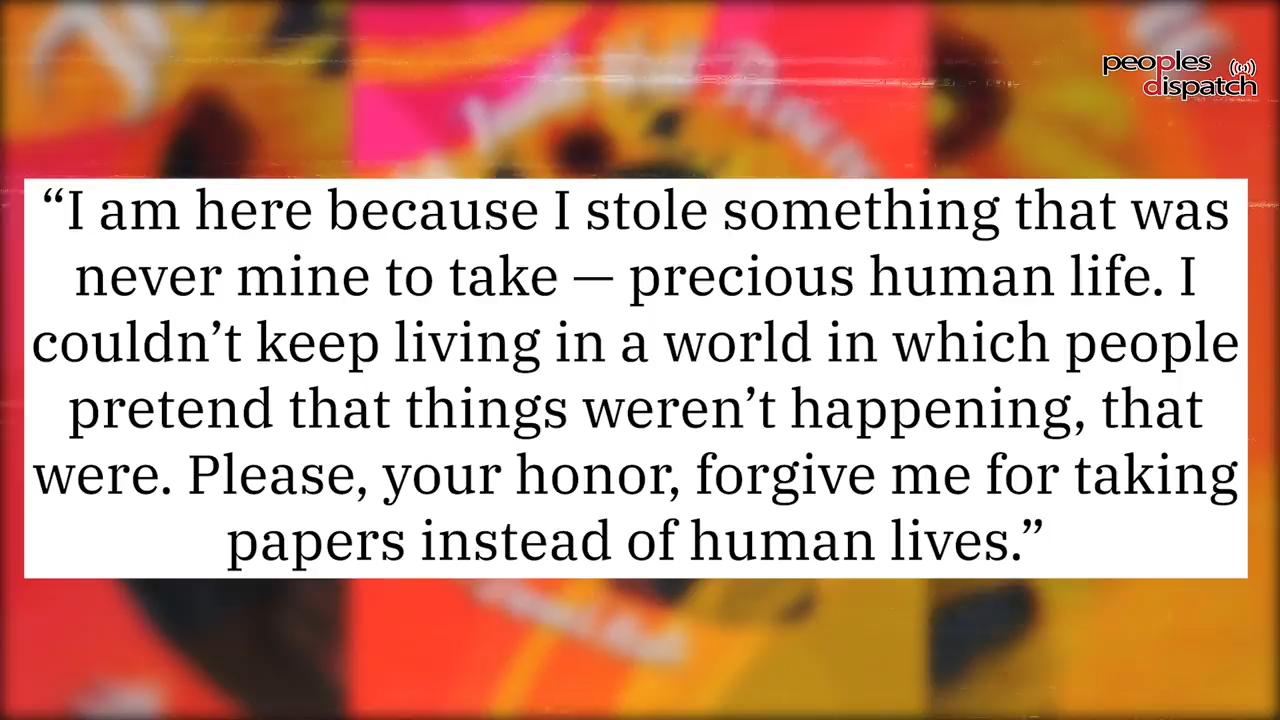 peoples
dispatch
“I am here because I stole something that was
never mine to take — precious human life. I
couldn’t keep living in a world in which people
pretend that things weren’t happening, that
were. Please, your honor, forgive me for taking
papers instead of human lives.”